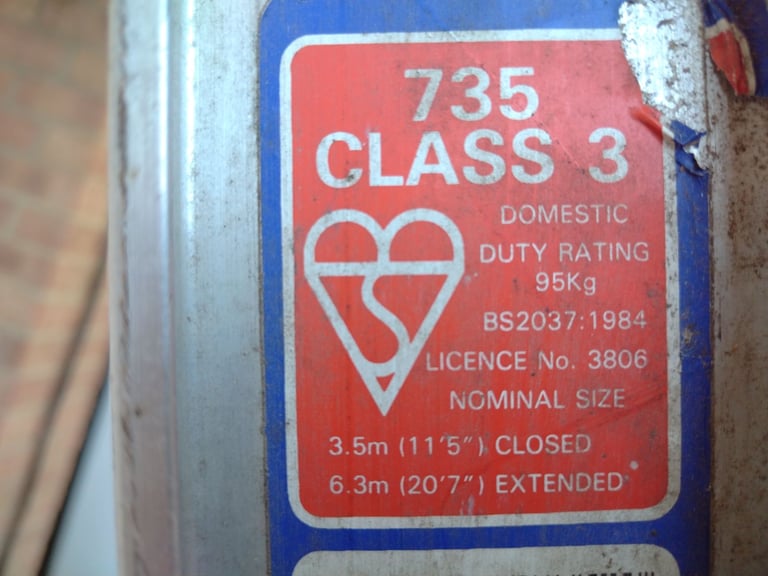 735
CLASS 3
DOMESTIC
DUTY RATING
95Kg
BS2037:1984
LICENCE No. 3806
NOMINAL SIZE
3.5m (11'5") CLOSED
6.3m (20'7") EXTENDED